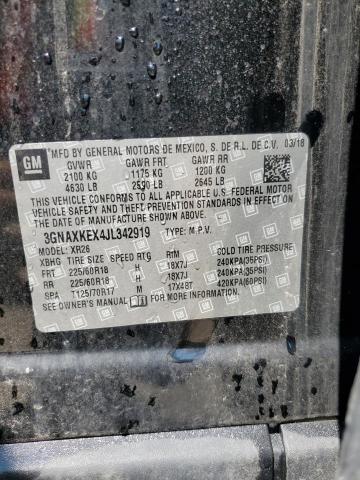 GM
MFD BY GENERAL MOTORS DE MEXICO, S. DE R.L. DE C.V. 03/18
GVWR GAWR FRT GAWR RR
2100 KG 1175 KG 1200 KG
4630 LB 2590 LB 2645 LB
THIS VEHICLE CONFORMS TO ALL APPLICABLE U.S. FEDERAL MOTOR
VEHICLE SAFETY, BUMPER, AND THEFT PREVENTION STANDARDS IN
EFFECT ON THE DATE OF MANUFACTURE SHOWN ABOVE.
3GNAXKEX4JL342919 TYPE: M.P.V.
MODEL: XR26
XBHG TIRE SIZE SPEED RTG RIM COLD TIRE PRESSURE
FRT 225/60R18 H 18X7J 240KPA(35PSI)
RR 225/60R18 H 18X7J 240KPA(35PSI)
SPA T125/70R17 M 17X4BT 420KPA(60PSI)
SEE OWNER'S MANUAL FOR MORE INFORMATION.